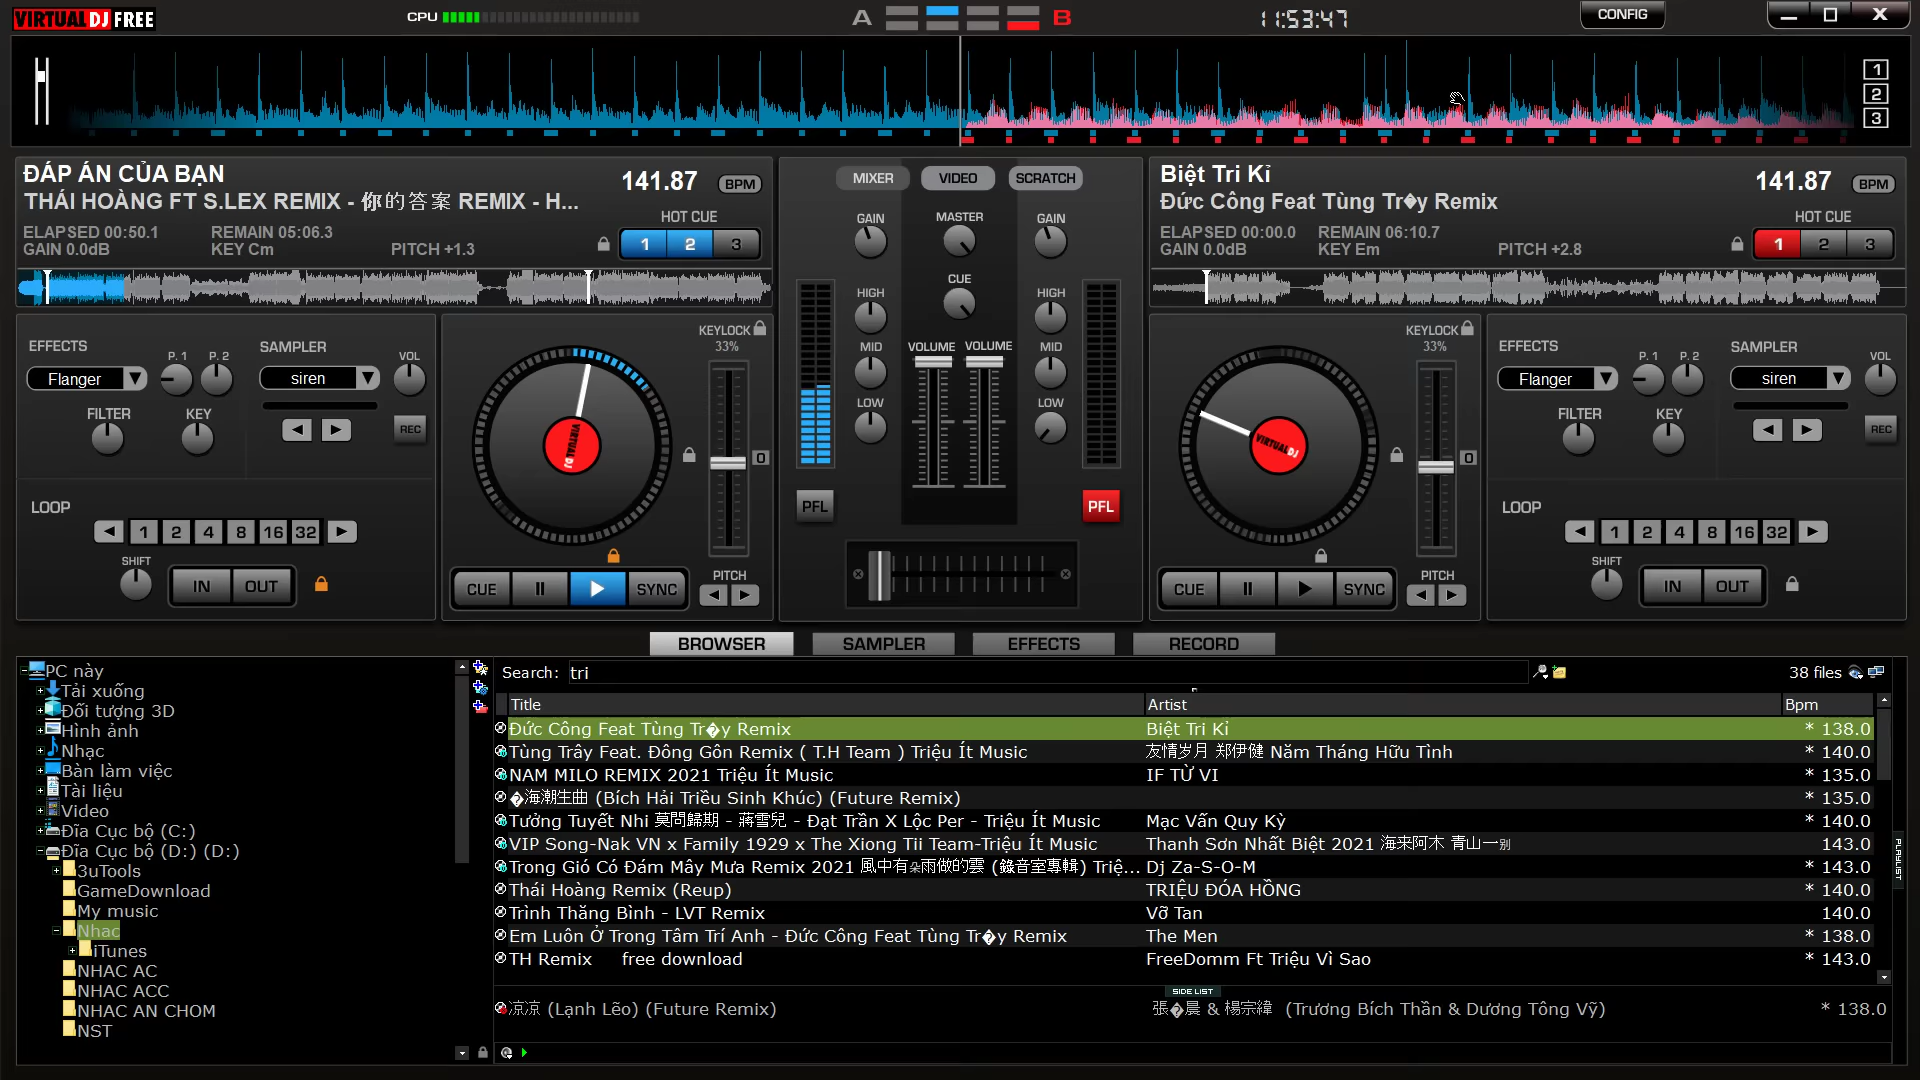 VIRTUAL DJ FREE
CPU
A
B
11:53:47
CONFIG
1
2
3
ĐÁP ÁN CỦA BẠN
THÁI HOÀNG FT S.LEX REMIX - 你的答案 REMIX - H...
141.87 BPM
HOT CUE
ELAPSED 00:50.1 REMAIN 05:06.3
GAIN 0.0dB KEY Cm PITCH +1.3
1 2 3
MIXER VIDEO SCRATCH
GAIN MASTER GAIN
CUE
HIGH HIGH
MID VOLUME VOLUME MID
LOW LOW
PFL PFL
Biệt Tri Kỉ
Đức Công Feat Tùng Tr�y Remix
141.87 BPM
HOT CUE
ELAPSED 00:00.0 REMAIN 06:10.7
GAIN 0.0dB KEY Em PITCH +2.8
1 2 3
EFFECTS P. 1 P. 2 SAMPLER VOL
Flanger siren
FILTER KEY REC
LOOP
1 2 4 8 16 32
SHIFT
IN OUT
KEYLOCK
33%
VIRTUAL DJ
0
CUE SYNC
PITCH
KEYLOCK
33%
VIRTUAL DJ
0
CUE SYNC
PITCH
EFFECTS P. 1 P. 2 SAMPLER VOL
Flanger siren
FILTER KEY REC
LOOP
1 2 4 8 16 32
SHIFT
IN OUT
BROWSER SAMPLER EFFECTS RECORD
PC này
Tải xuống
Đối tượng 3D
Hình ảnh
Nhạc
Bàn làm việc
Tài liệu
Video
Đĩa Cục bộ (C:)
Đĩa Cục bộ (D:) (D:)
3uTools
GameDownload
My music
Nhac
iTunes
NHAC AC
NHAC ACC
NHAC AN CHOM
NST
Search: tri
38 files
Title Artist Bpm
Đức Công Feat Tùng Tr�y Remix Biệt Tri Kỉ * 138.0
Tùng Trây Feat. Đông Gôn Remix ( T.H Team ) Triệu Ít Music 友情岁月 郑伊健 Năm Tháng Hữu Tình * 140.0
NAM MILO REMIX 2021 Triệu Ít Music IF TỪ VI * 135.0
�海潮生曲 (Bích Hải Triều Sinh Khúc) (Future Remix) * 135.0
Tưởng Tuyết Nhi 莫問歸期 - 蔣雪兒 - Đạt Trần X Lộc Per - Triệu Ít Music Mạc Vấn Quy Kỳ * 140.0
VIP Song-Nak VN x Family 1929 x The Xiong Tii Team-Triệu Ít Music Thanh Sơn Nhất Biệt 2021 海来阿木 青山一别 143.0
Trong Gió Có Đám Mây Mưa Remix 2021 風中有朵雨做的雲 (錄音室專輯) Triệ... Dj Za-S-O-M * 143.0
Thái Hoàng Remix (Reup) TRIỆU ĐÓA HỒNG * 140.0
Trình Thăng Bình - LVT Remix Vỡ Tan 140.0
Em Luôn Ở Trong Tâm Trí Anh - Đức Công Feat Tùng Tr�y Remix The Men * 138.0
TH Remix free download FreeDomm Ft Triệu Vì Sao * 143.0
SIDE LIST
凉凉 (Lạnh Lẽo) (Future Remix) 張�晨 & 楊宗緯 (Trương Bích Thần & Dương Tông Vỹ) * 138.0
PLAYLIST